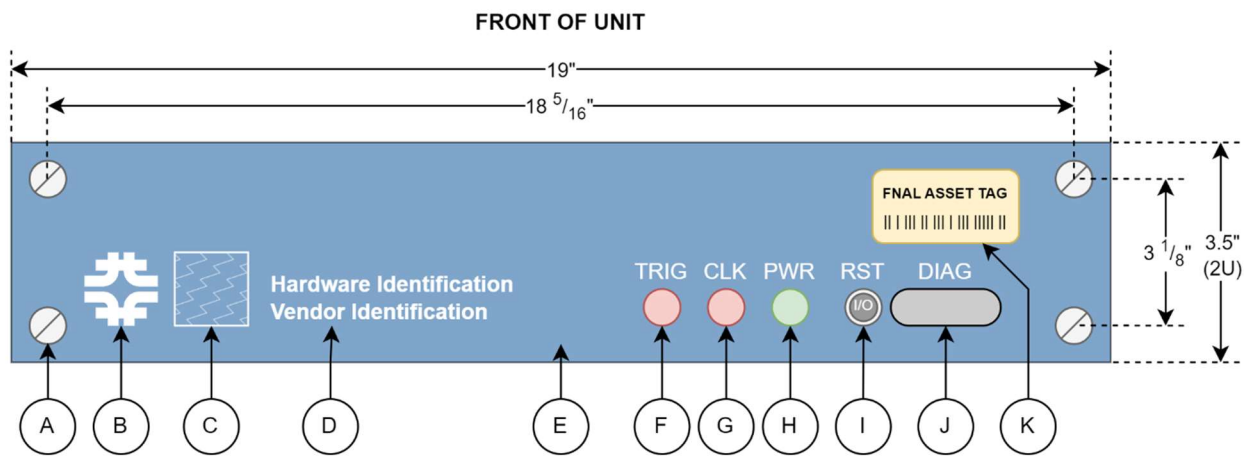 FRONT OF UNIT
19"
18 5/16"
FNAL ASSET TAG
3 1/8"
3.5"
(2U)
TRIG CLK PWR RST DIAG
Hardware Identification
Vendor Identification
I/O
A B C D E F G H I J K